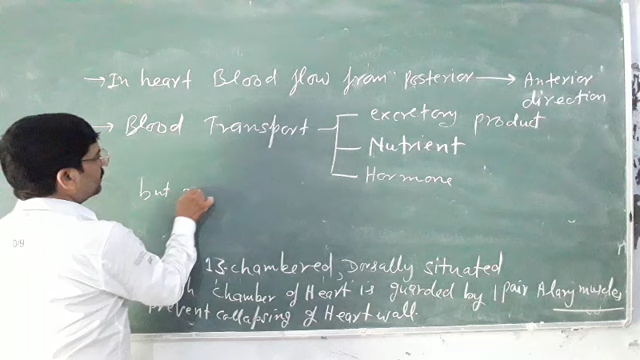 → In heart Blood flow from Posterior → Anterior direction
→ Blood Transport
excretory product
Nutrient
Hormone
but
13-chambered, Dorsally situated
chamber of Heart is guarded by 1 pair Alary muscles
prevent collapsing of Heart wall.